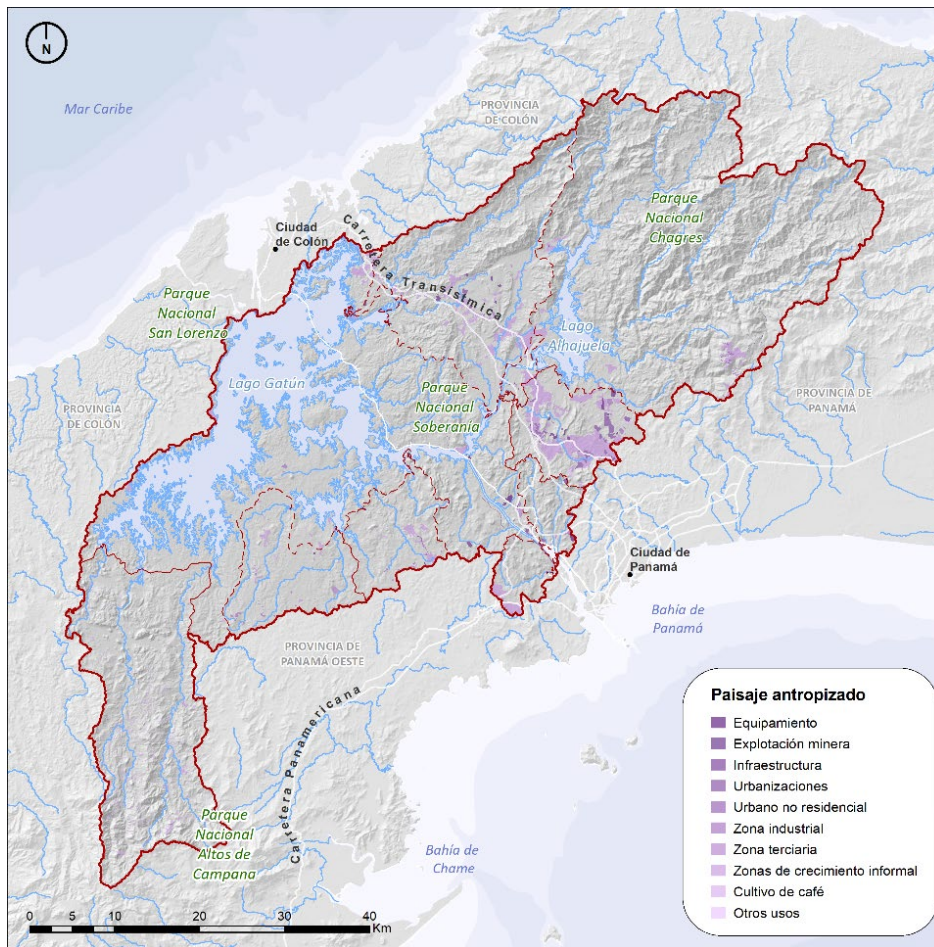 N
Mar Caribe
PROVINCIA
DE COLÓN
Parque
Nacional
Chagres
Ciudad
de Colón
Carretera Transístmica
Parque
Nacional
San Lorenzo
Lago
Alhajuela
Lago Gatún
Parque
Nacional
Soberanía
PROVINCIA DE
PANAMÁ
PROVINCIA
DE COLÓN
Ciudad de
Panamá
Bahía de
Panamá
PROVINCIA DE
PANAMÁ OESTE
Carretera Panamericana
Parque
Nacional
Altos de
Campana
Bahía de
Chame
Paisaje antropizado
Equipamiento
Explotación minera
Infraestructura
Urbanizaciones
Urbano no residencial
Zona industrial
Zona terciaria
Zonas de crecimiento informal
Cultivo de café
Otros usos
0 5 10 20 30 40
Km